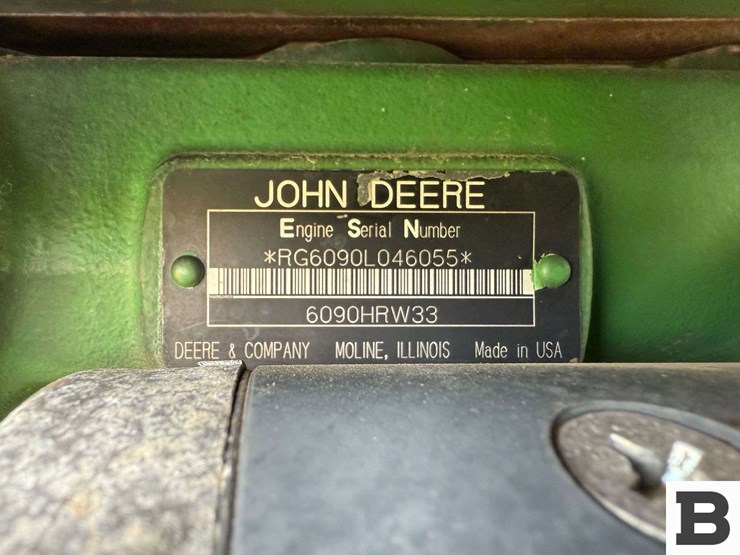 JOHN DEERE
Engine Serial Number
*RG6090L046055*
6090HRW33
DEERE & COMPANY MOLINE, ILLINOIS Made in USA
B